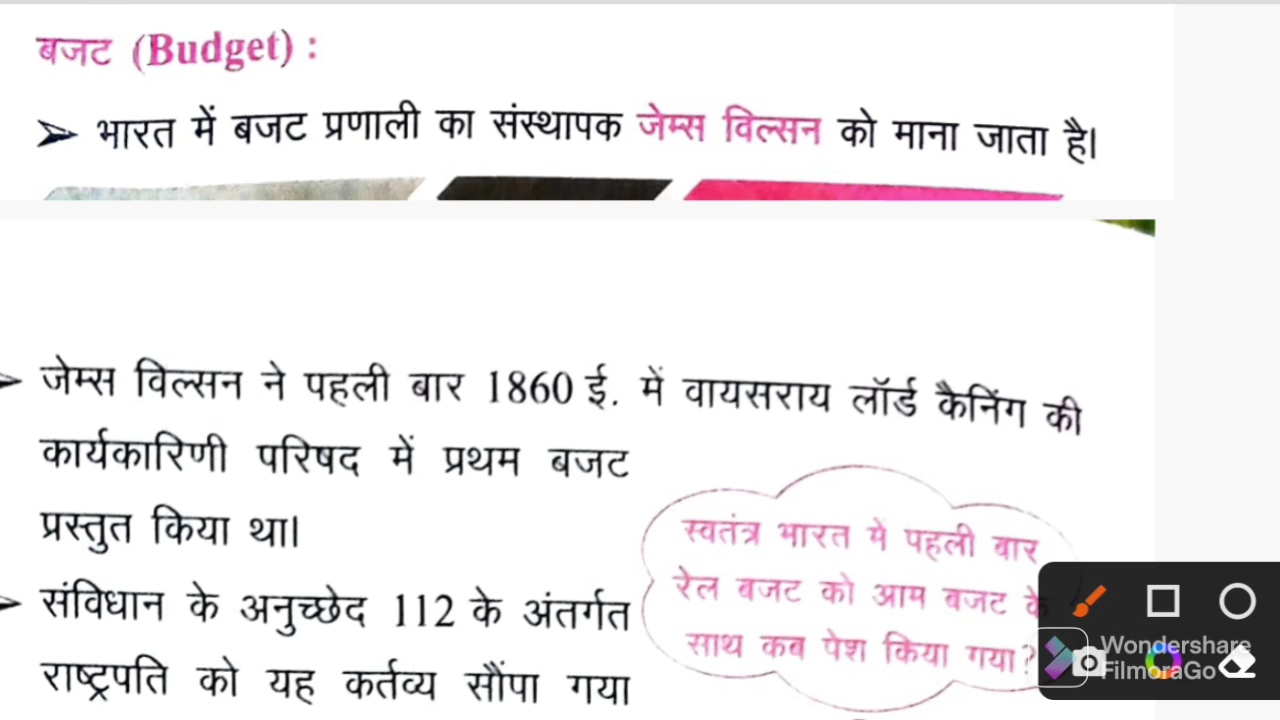 बजट (Budget) :
➢ भारत में बजट प्रणाली का संस्थापक जेम्स विल्सन को माना जाता है।
➢ जेम्स विल्सन ने पहली बार 1860 ई. में वायसराय लॉर्ड कैनिंग की
कार्यकारिणी परिषद में प्रथम बजट
प्रस्तुत किया था।
➢ संविधान के अनुच्छेद 112 के अंतर्गत
राष्ट्रपति को यह कर्तव्य सौंपा गया
स्वतंत्र भारत में पहली बार
रेल बजट को आम बजट के
साथ कब पेश किया गया?
Wondershare
FilmoraGo